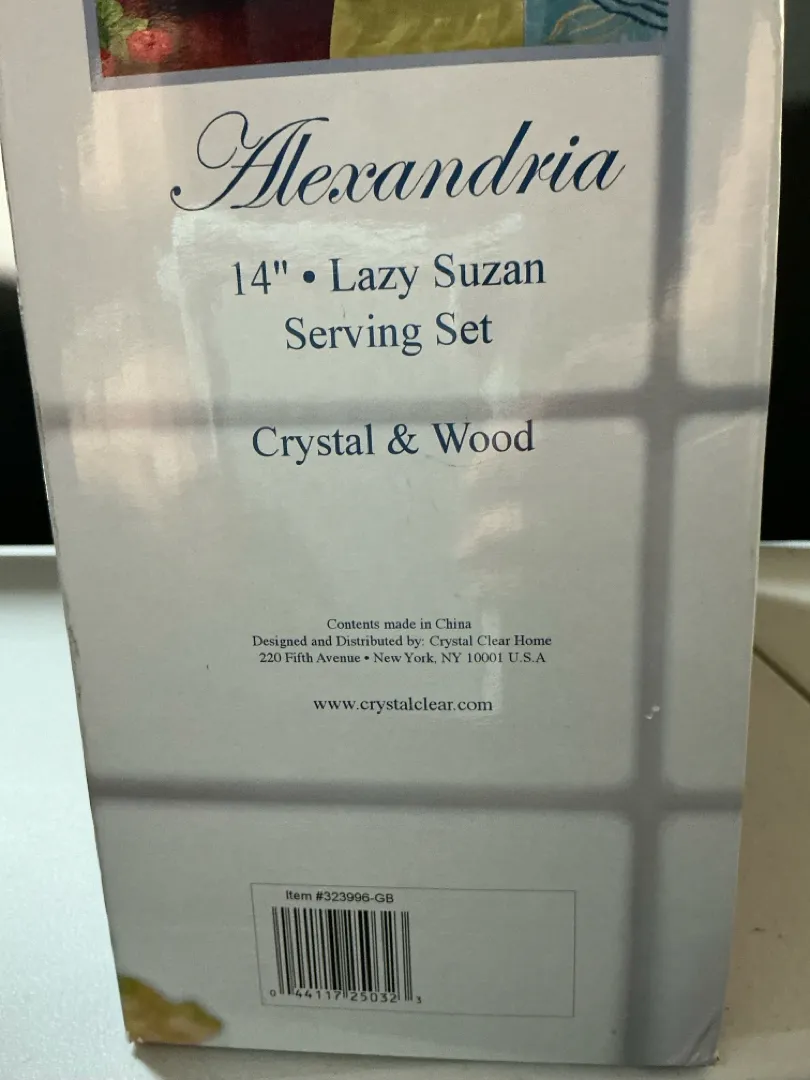 Alexandria
14" • Lazy Suzan
Serving Set
Crystal & Wood
Contents made in China
Designed and Distributed by: Crystal Clear Home
220 Fifth Avenue • New York, NY 10001 U.S.A
www.crystalclear.com
Item #323996-GB
0 44117 25032 3